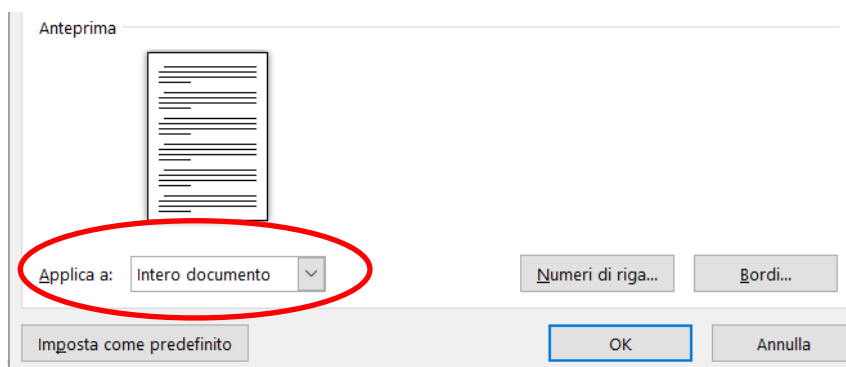 Anteprima
Applica a: Intero documento
Numeri di riga... Bordi...
Imposta come predefinito OK Annulla